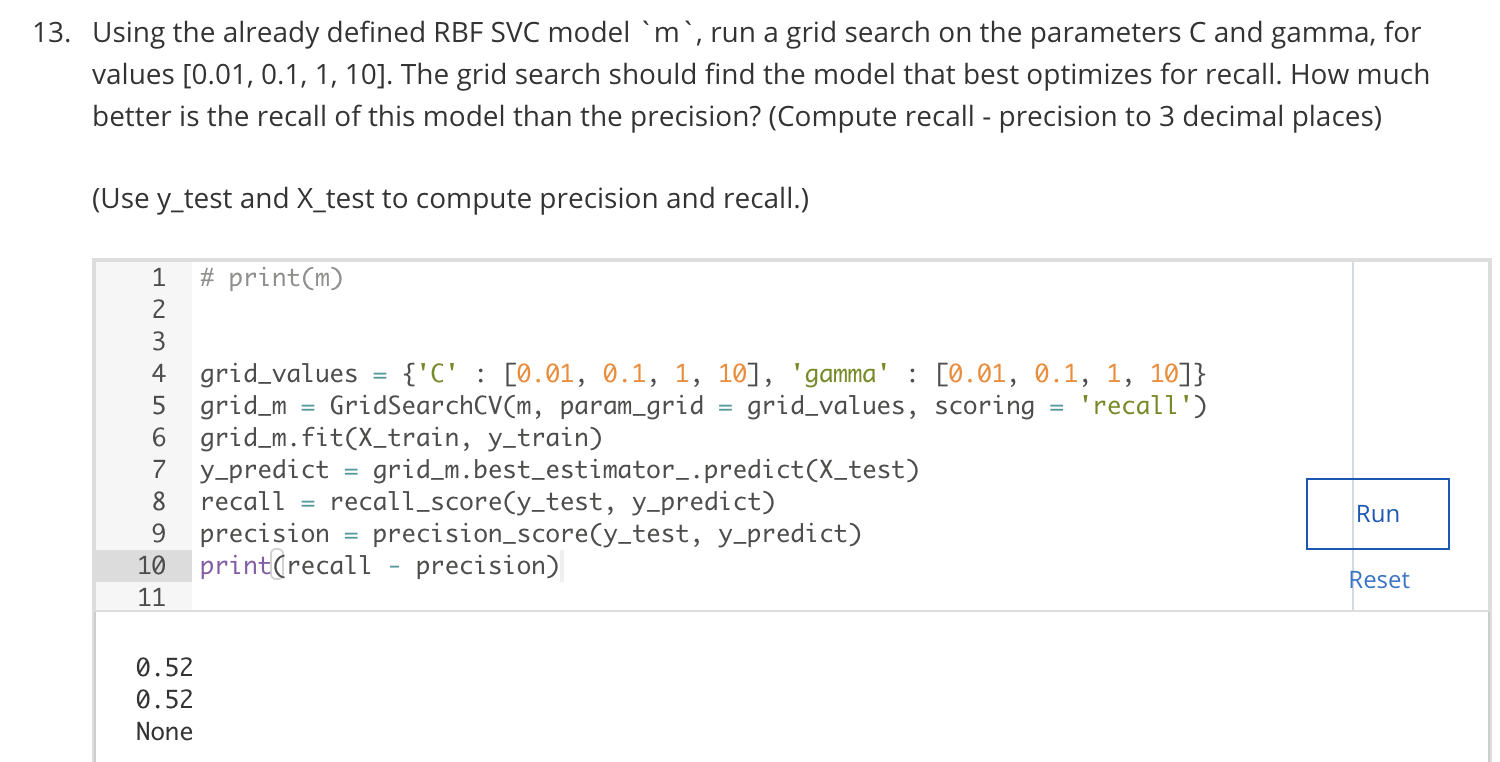 13. Using the already defined RBF SVC model `m`, run a grid search on the parameters C and gamma, for
values [0.01, 0.1, 1, 10]. The grid search should find the model that best optimizes for recall. How much
better is the recall of this model than the precision? (Compute recall - precision to 3 decimal places)
(Use y_test and X_test to compute precision and recall.)
1 # print(m)
2
3
4 grid_values = {'C' : [0.01, 0.1, 1, 10], 'gamma' : [0.01, 0.1, 1, 10]}
5 grid_m = GridSearchCV(m, param_grid = grid_values, scoring = 'recall')
6 grid_m.fit(X_train, y_train)
7 y_predict = grid_m.best_estimator_.predict(X_test)
8 recall = recall_score(y_test, y_predict)
9 precision = precision_score(y_test, y_predict)
10 print(recall - precision)
11
Run
Reset
0.52
0.52
None